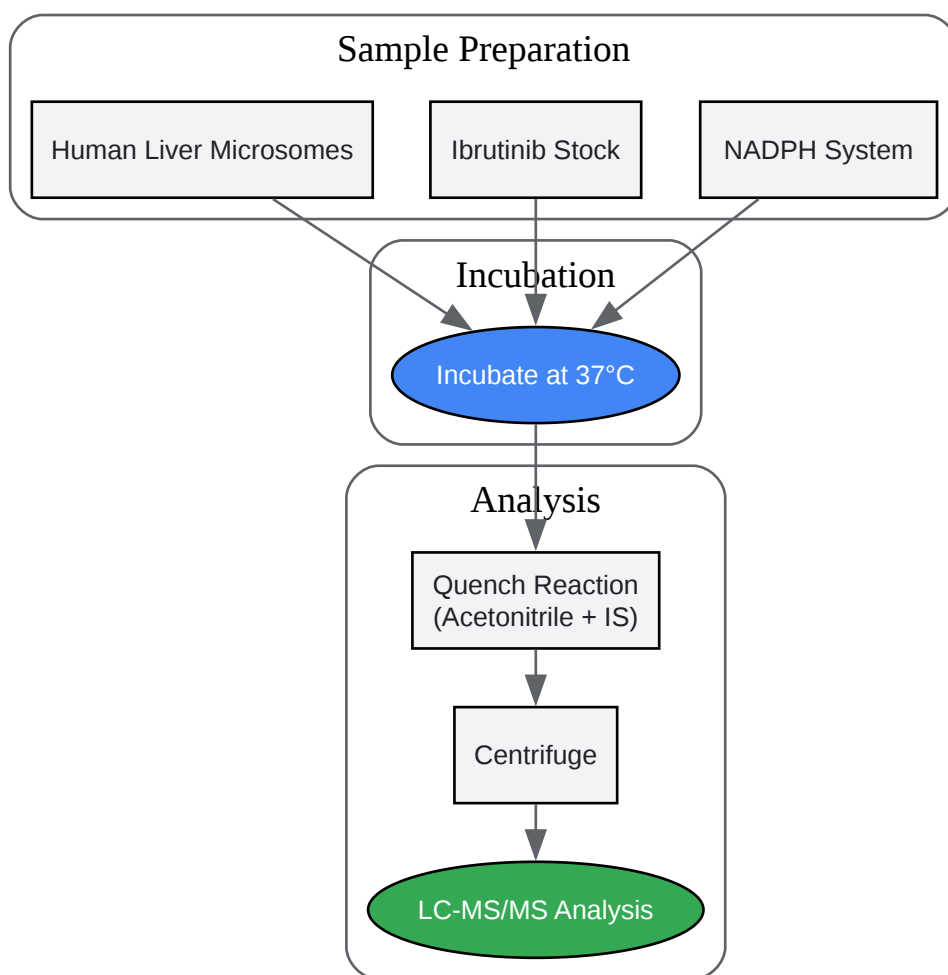 Sample Preparation
Human Liver Microsomes
Ibrutinib Stock
NADPH System
Incubation
Incubate at 37°C
Analysis
Quench Reaction
(Acetonitrile + IS)
Centrifuge
LC-MS/MS Analysis